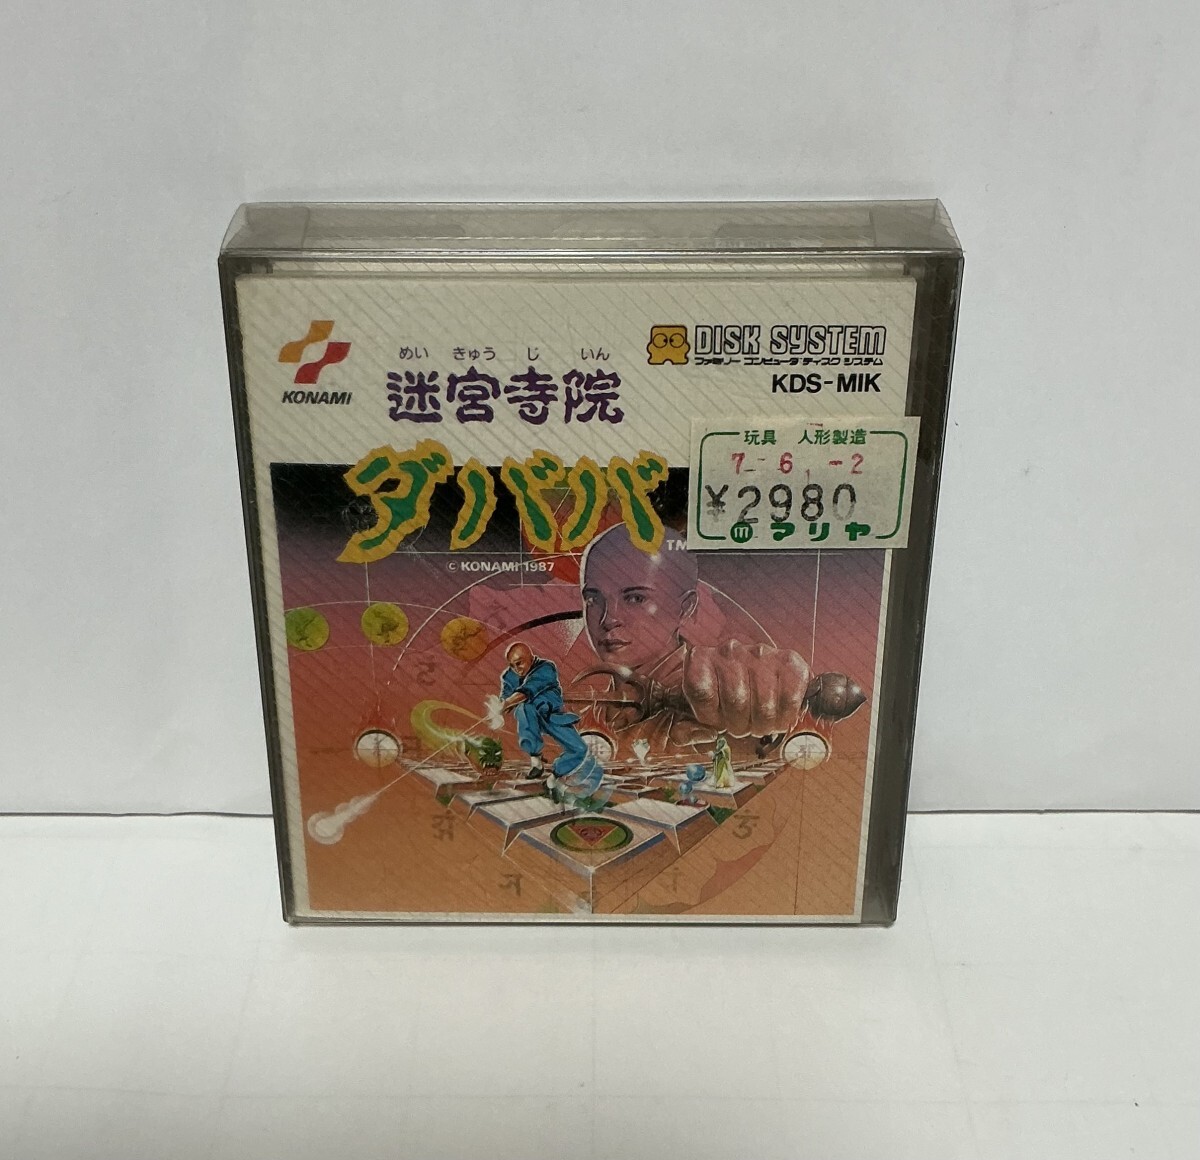 KONAMI
めい きゅう じ いん
迷宮寺院
ダババ
TM
© KONAMI 1987
DISK SYSTEM
ファミリー コンピュータ ディスク システム
KDS-MIK
玩具 人形製造
7 6 -2
¥2980
m マリヤ